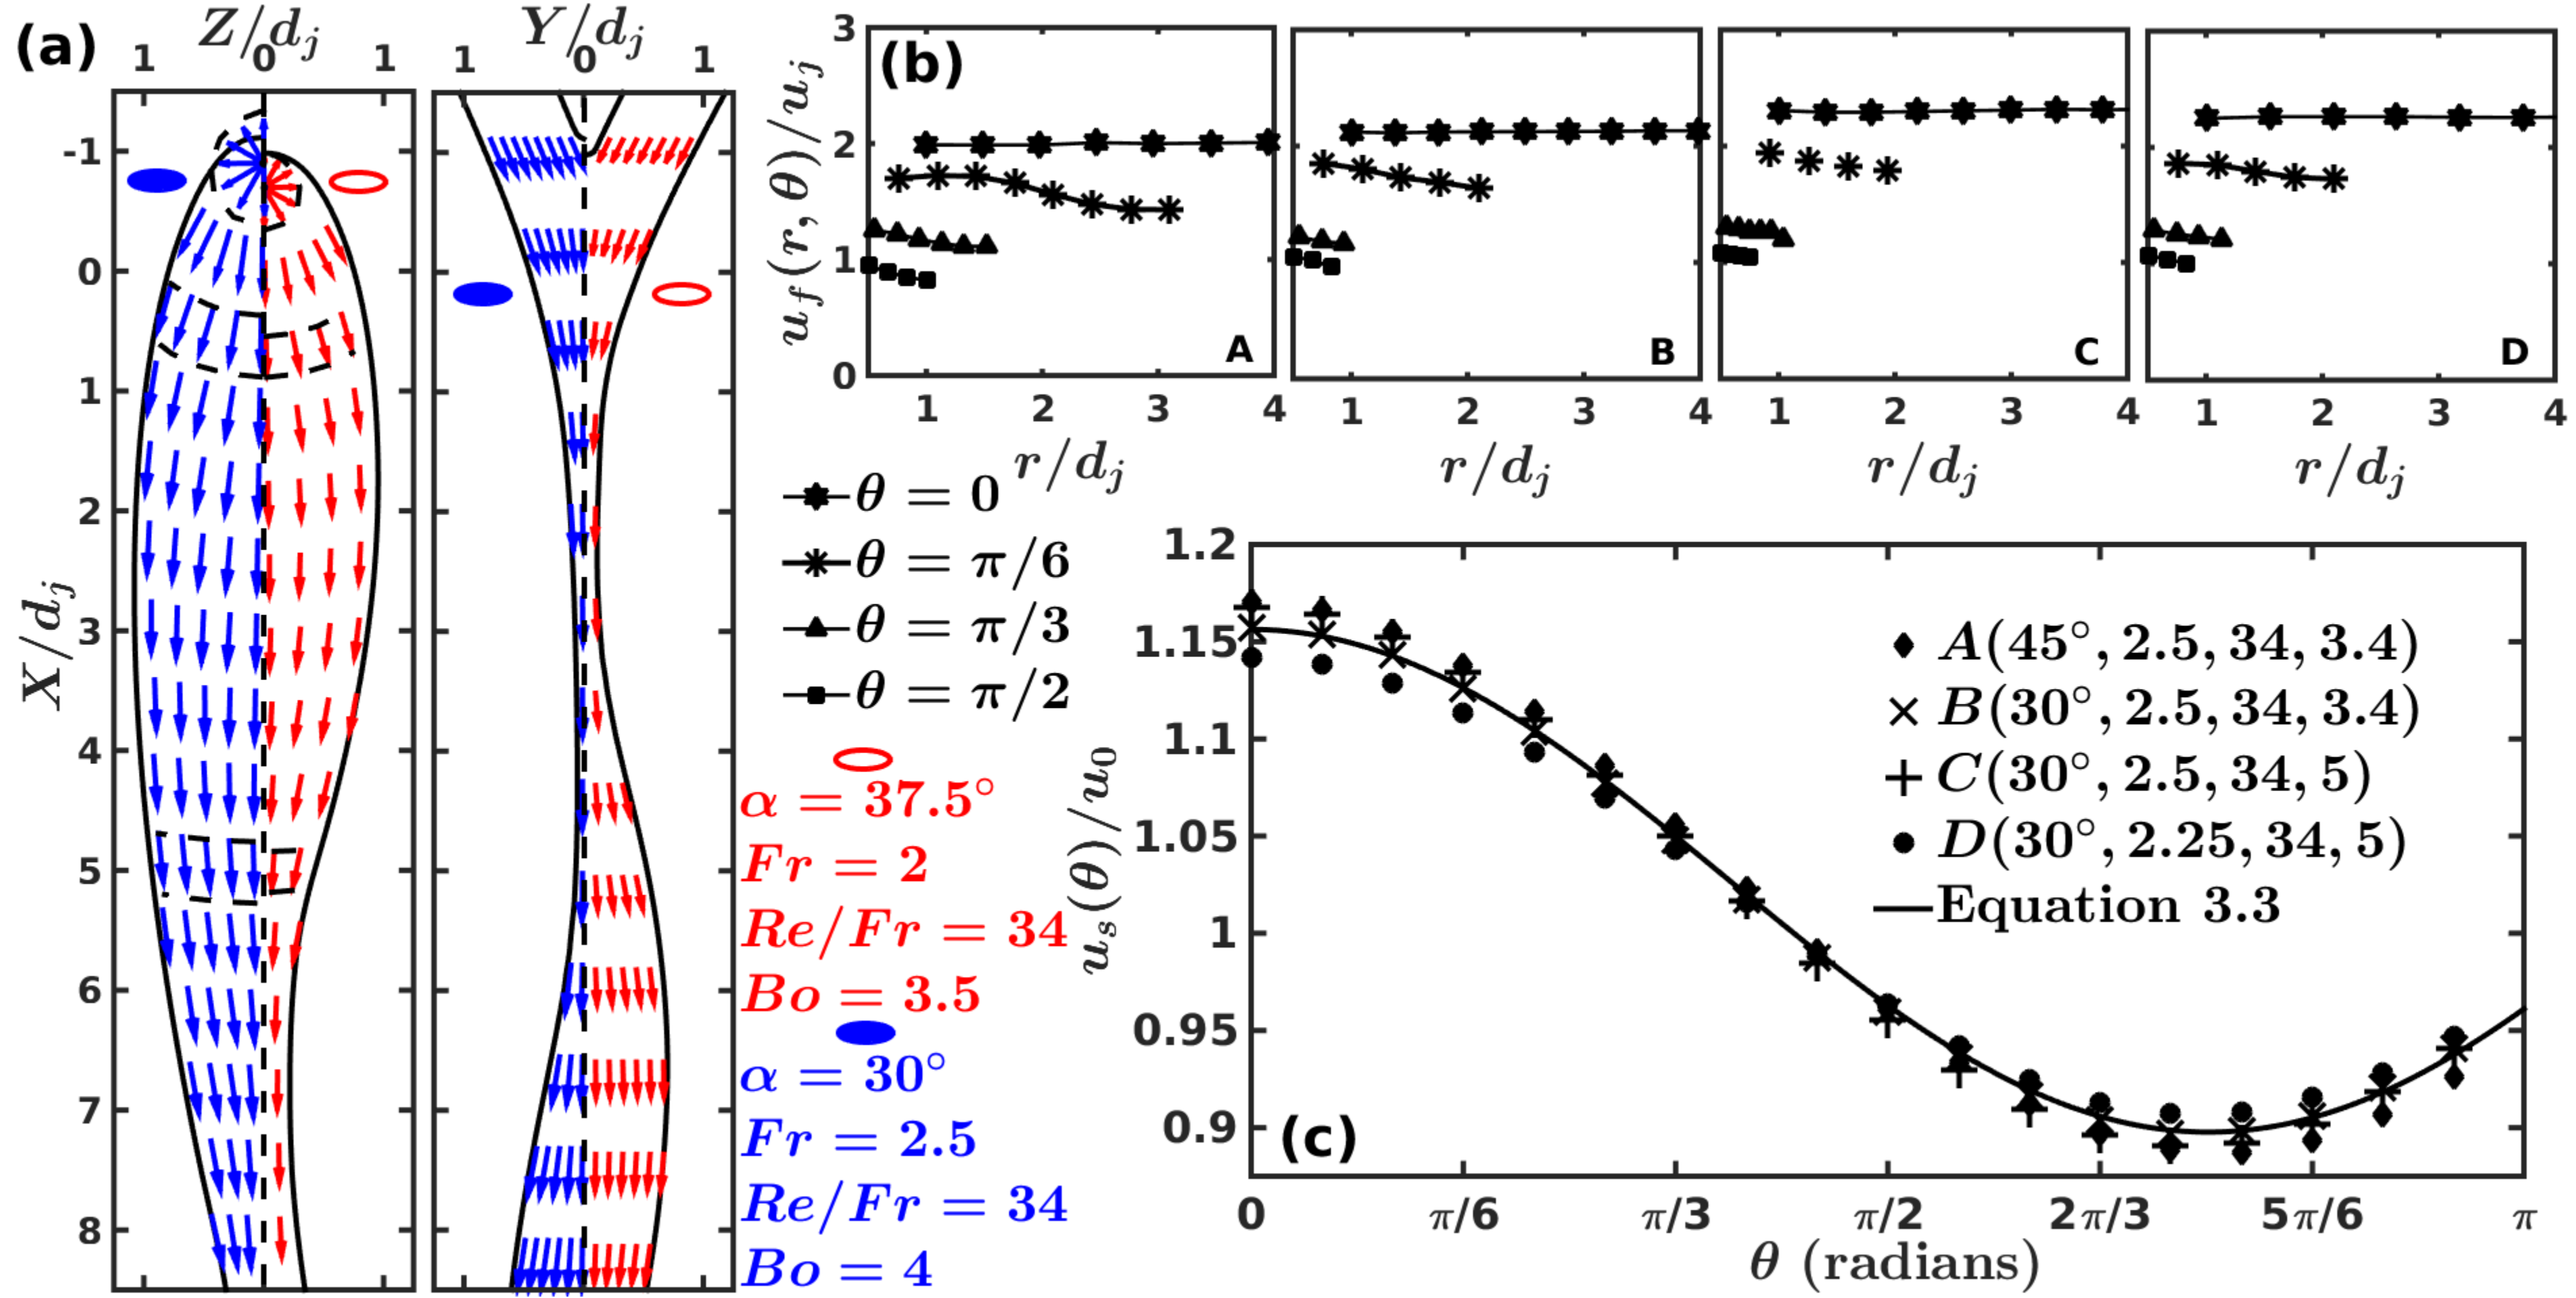 (a)
Z/d_j
1 0 1
Y/d_j
1 0 1
X/d_j
-1
0
1
2
3
4
5
6
7
8
(b)
u_f(r, θ)/u_j
3
2
1
0
A
B
C
D
1 2 3 4
1 2 3 4
1 2 3 4
1 2 3 4
r/d_j
r/d_j
r/d_j
r/d_j
θ = 0
θ = π/6
θ = π/3
θ = π/2
α = 37.5°
Fr = 2
Re/Fr = 34
Bo = 3.5
α = 30°
Fr = 2.5
Re/Fr = 34
Bo = 4
u_s(θ)/u_0
1.2
1.15
1.1
1.05
1
0.95
0.9
A(45°, 2.5, 34, 3.4)
B(30°, 2.5, 34, 3.4)
C(30°, 2.5, 34, 5)
D(30°, 2.25, 34, 5)
Equation 3.3
(c)
0 π/6 π/3 π/2 2π/3 5π/6 π
θ (radians)